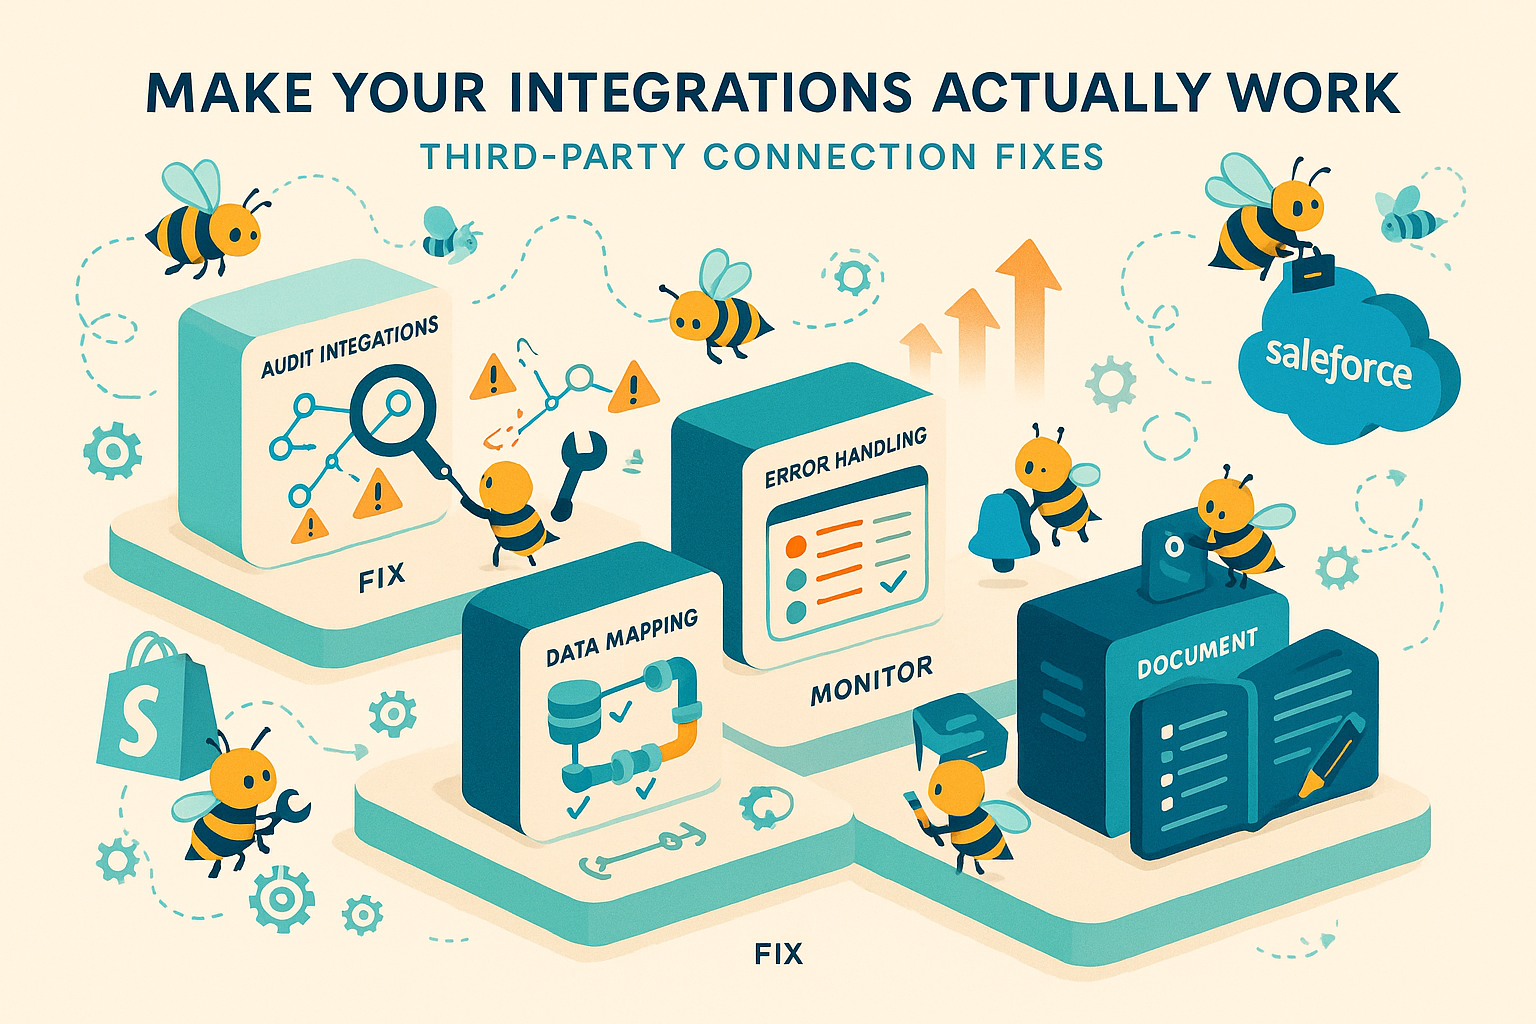 MAKE YOUR INTEGRATIONS ACTUALLY WORK
THIRD-PARTY CONNECTION FIXES
AUDIT INTEGATIONS
FIX
saleforce
ERROR HANDLING
MONITOR
DATA MAPPING
DOCUMENT
S
FIX